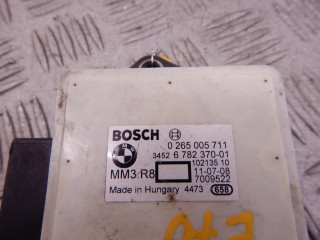 BOSCH
0 265 005 711
BMW
3452 6 782 370-01
102135 10
MM3.R8
11-07-08
7009522
Made in Hungary 4473 658